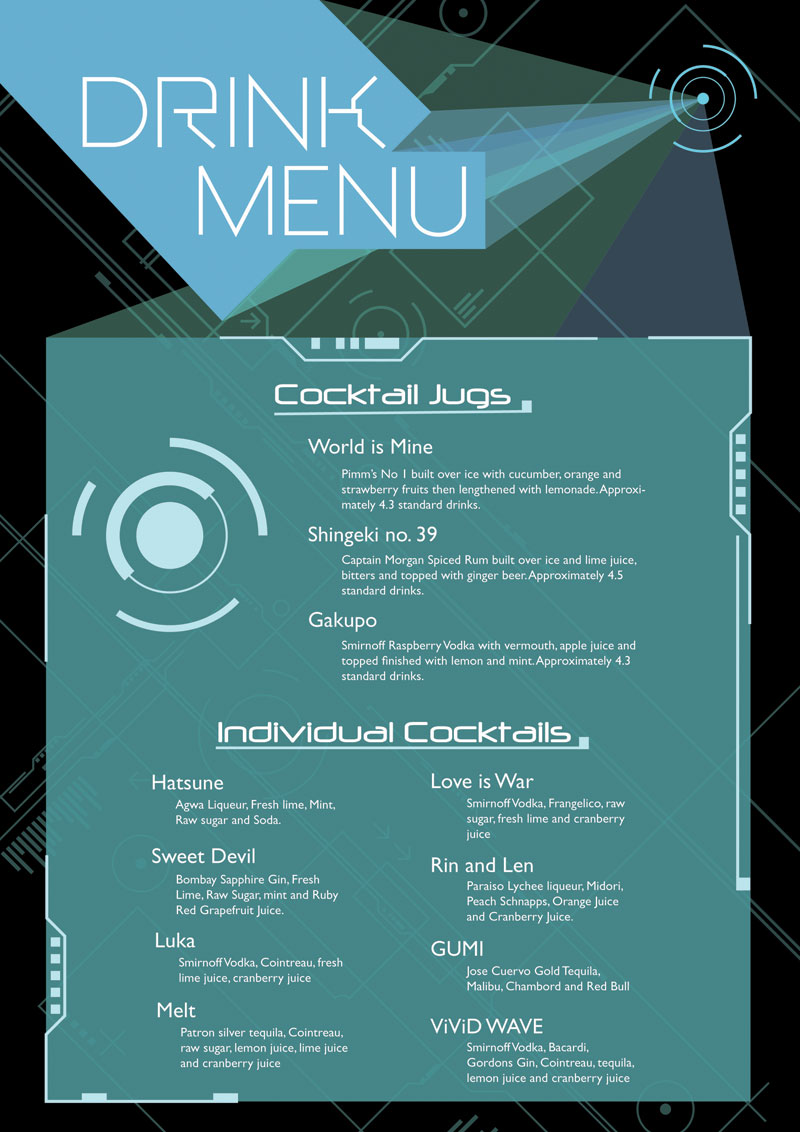 DRINK
MENU
Cocktail Jugs
World is Mine
Pimm's No 1 built over ice with cucumber, orange and
strawberry fruits then lengthened with lemonade. Approxi-
mately 4.3 standard drinks.
Shingeki no. 39
Captain Morgan Spiced Rum built over ice and lime juice,
bitters and topped with ginger beer. Approximately 4.5
standard drinks.
Gakupo
Smirnoff Raspberry Vodka with vermouth, apple juice and
topped finished with lemon and mint. Approximately 4.3
standard drinks.
Individual Cocktails
Hatsune
Agwa Liqueur, Fresh lime, Mint,
Raw sugar and Soda.
Sweet Devil
Bombay Sapphire Gin, Fresh
Lime, Raw Sugar, mint and Ruby
Red Grapefruit Juice.
Luka
Smirnoff Vodka, Cointreau, fresh
lime juice, cranberry juice
Melt
Patron silver tequila, Cointreau,
raw sugar, lemon juice, lime juice
and cranberry juice
Love is War
Smirnoff Vodka, Frangelico, raw
sugar, fresh lime and cranberry
juice
Rin and Len
Paraiso Lychee liqueur, Midori,
Peach Schnapps, Orange Juice
and Cranberry Juice.
GUMI
Jose Cuervo Gold Tequila,
Malibu, Chambord and Red Bull
ViViD WAVE
Smirnoff Vodka, Bacardi,
Gordons Gin, Cointreau, tequila,
lemon juice and cranberry juice